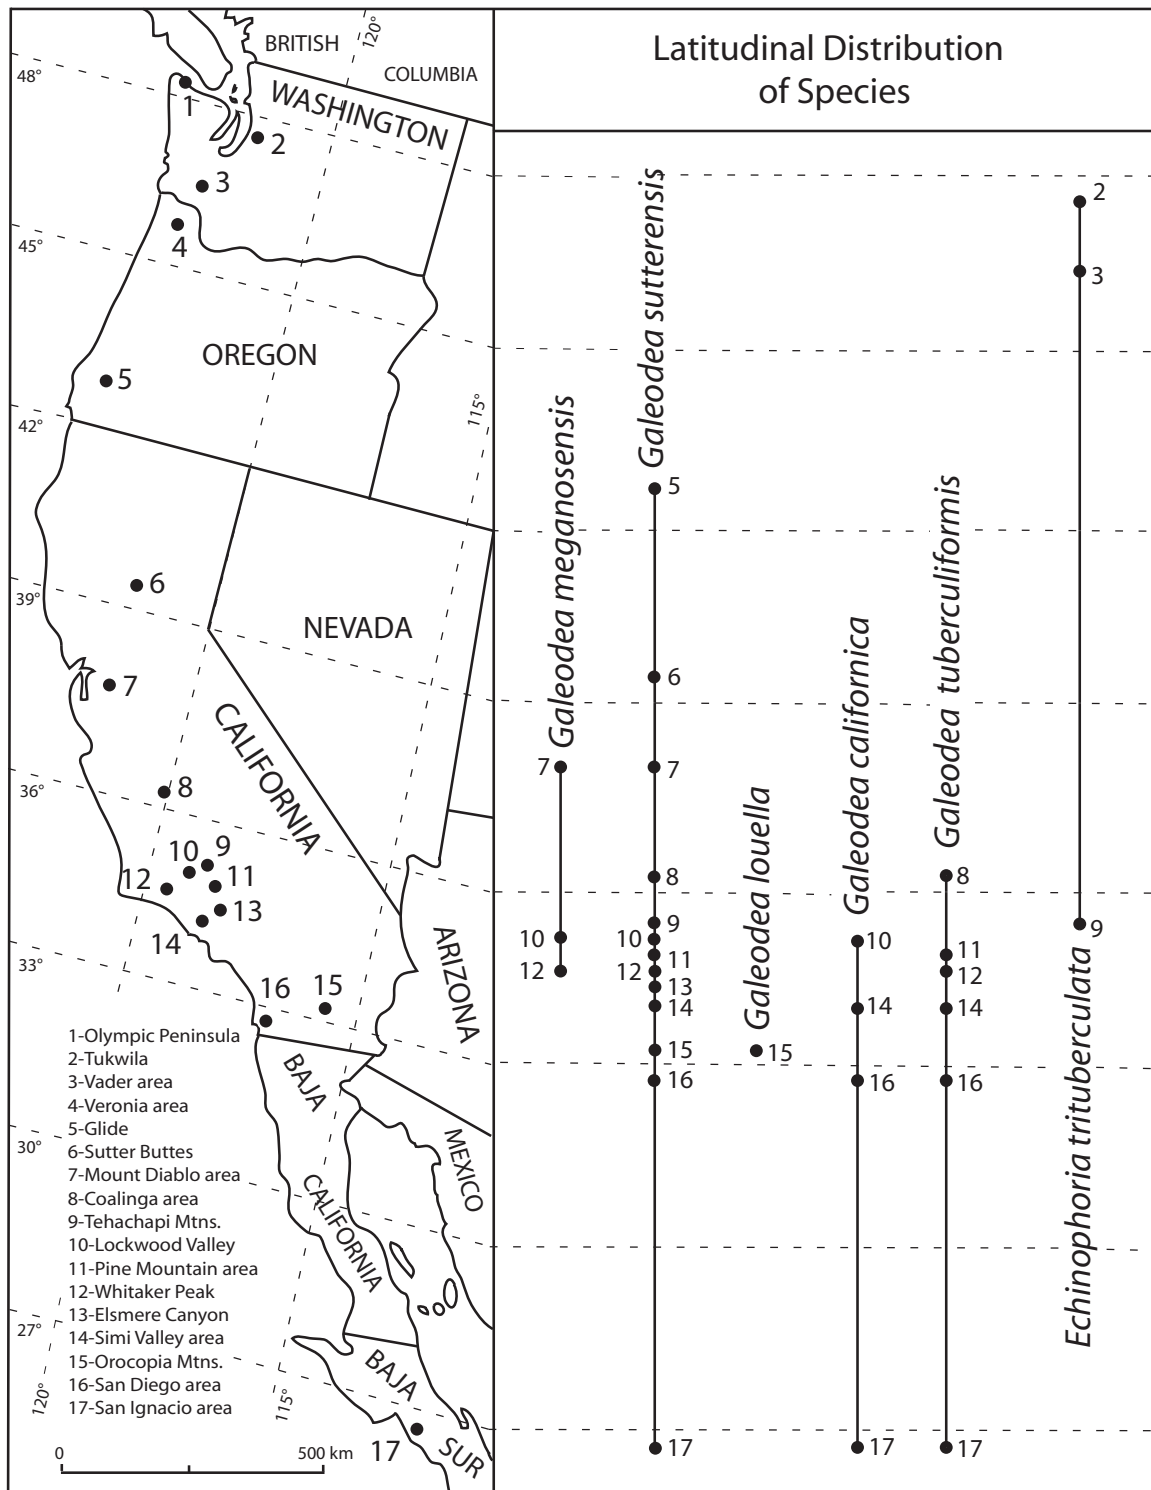 BRITISH
COLUMBIA
120°
48°
WASHINGTON
1
2
3
4
45°
OREGON
5
42°
115°
6
39°
NEVADA
7
CALIFORNIA
8
36°
9
10
11
12
13
14
ARIZONA
33°
15
16
1-Olympic Peninsula
2-Tukwila
3-Vader area
4-Veronia area
5-Glide
6-Sutter Buttes
7-Mount Diablo area
8-Coalinga area
9-Tehachapi Mtns.
10-Lockwood Valley
11-Pine Mountain area
12-Whitaker Peak
13-Elsmere Canyon
14-Simi Valley area
15-Orocopia Mtns.
16-San Diego area
17-San Ignacio area
BAJA
CALIFORNIA
MEXICO
30°
27°
120°
115°
BAJA
SUR
17
0
500 km
Latitudinal Distribution
of Species
Galeodea meganosensis
7
10
12
Galeodea sutterensis
5
6
7
8
9
10
11
12
13
14
15
16
17
Galeodea louella
15
Galeodea californica
10
14
16
17
Galeodea tuberculiformis
8
11
12
14
16
17
2
3
9
Echinophoria trituberculata